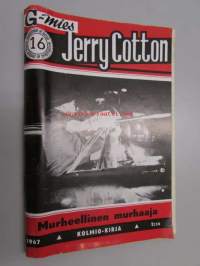 G-mies
16
Jerry Cotton
Murheellinen murhaaja
1967 KOLMIO-KIRJA